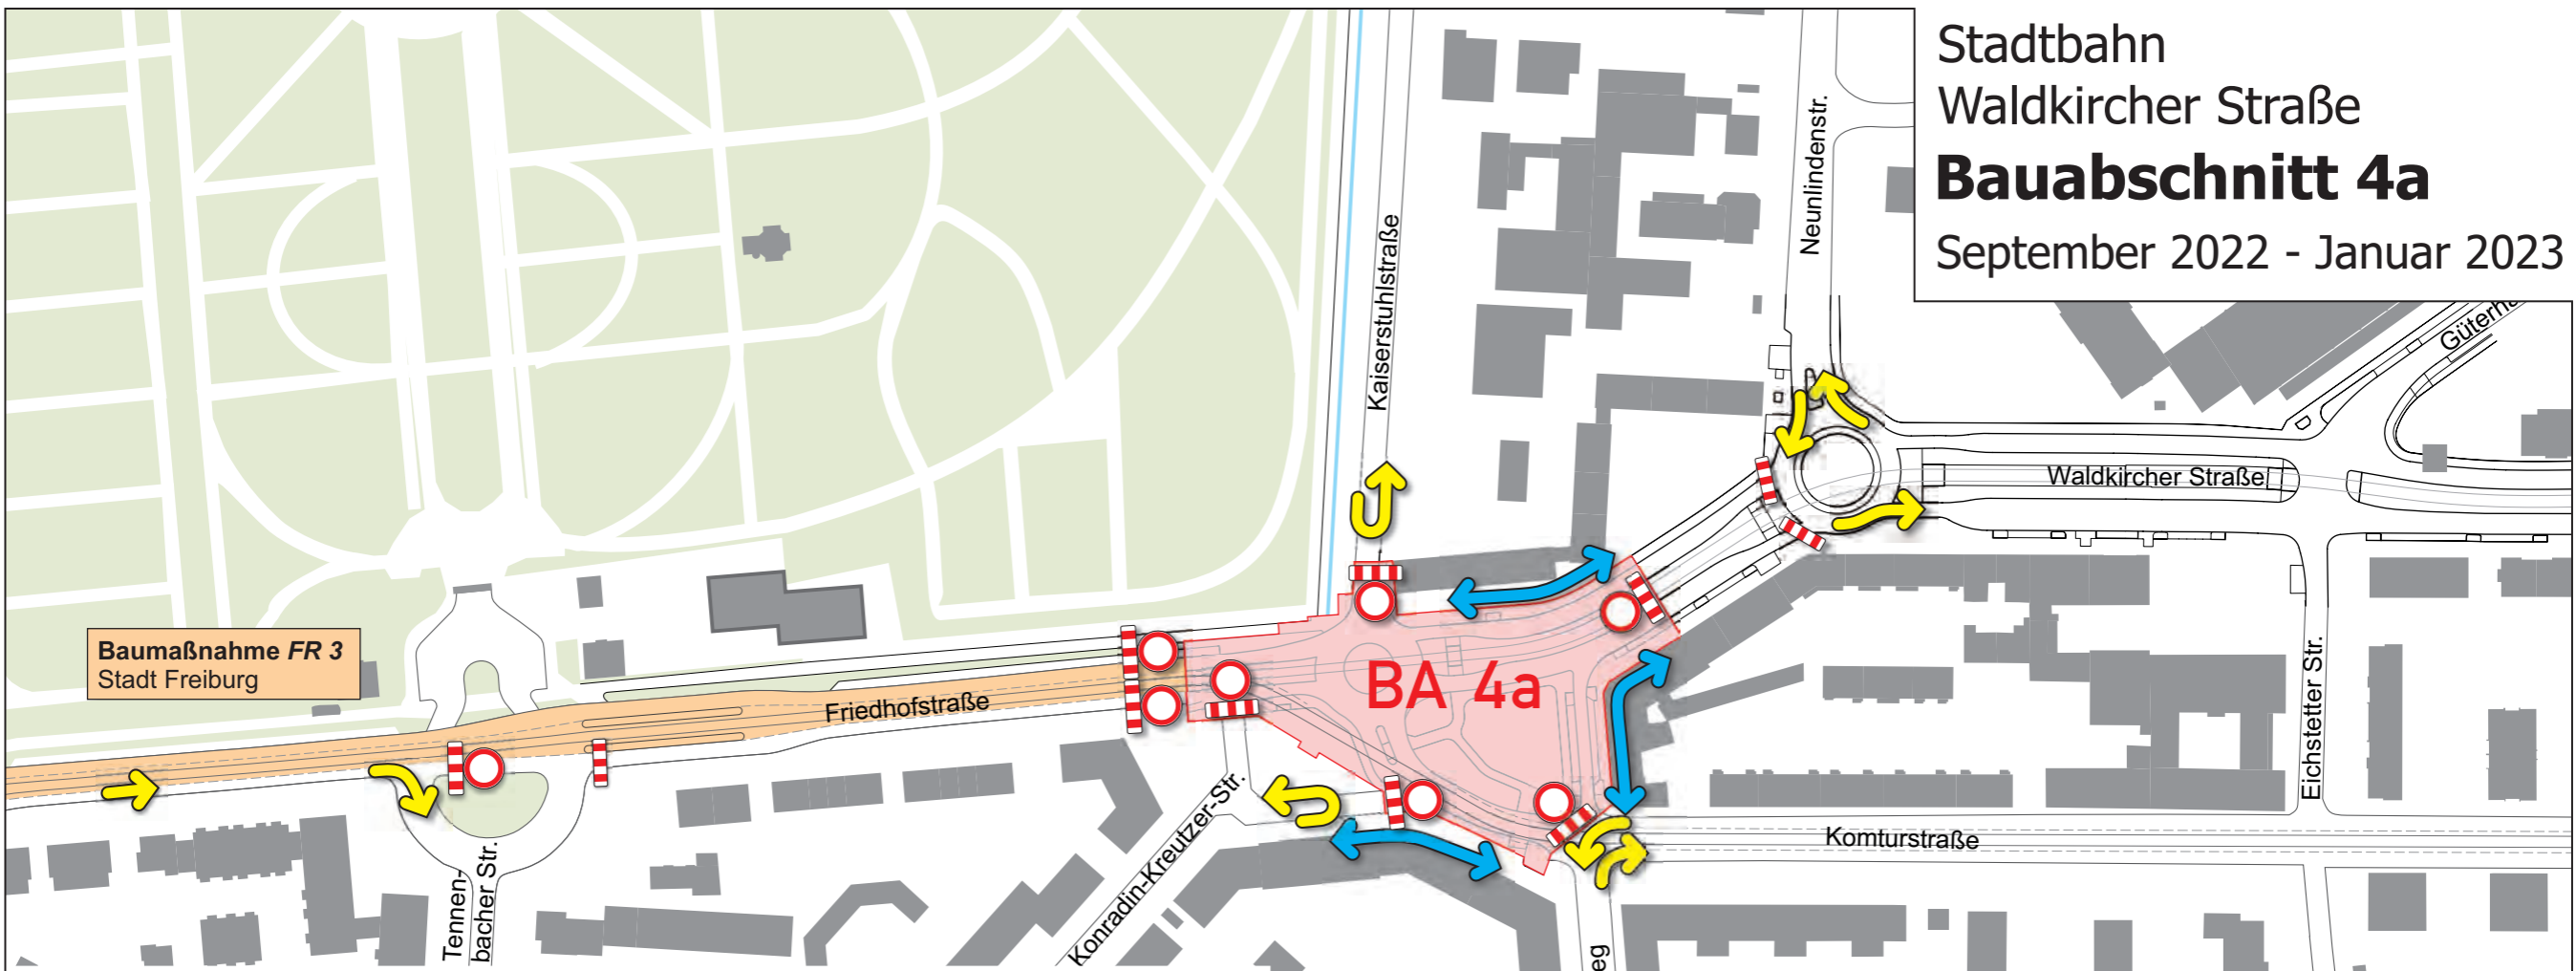 Stadtbahn
Waldkircher Straße
Bauabschnitt 4a
September 2022 - Januar 2023
Neunlindenstr.
Kaiserstuhlstraße
Waldkircher Straße
Baumaßnahme FR 3
Stadt Freiburg
BA 4a
Friedhofstraße
Eichstetter Str.
Komturstraße
Konradin-Kreutzer-Str.
Tennen-
bacher Str.